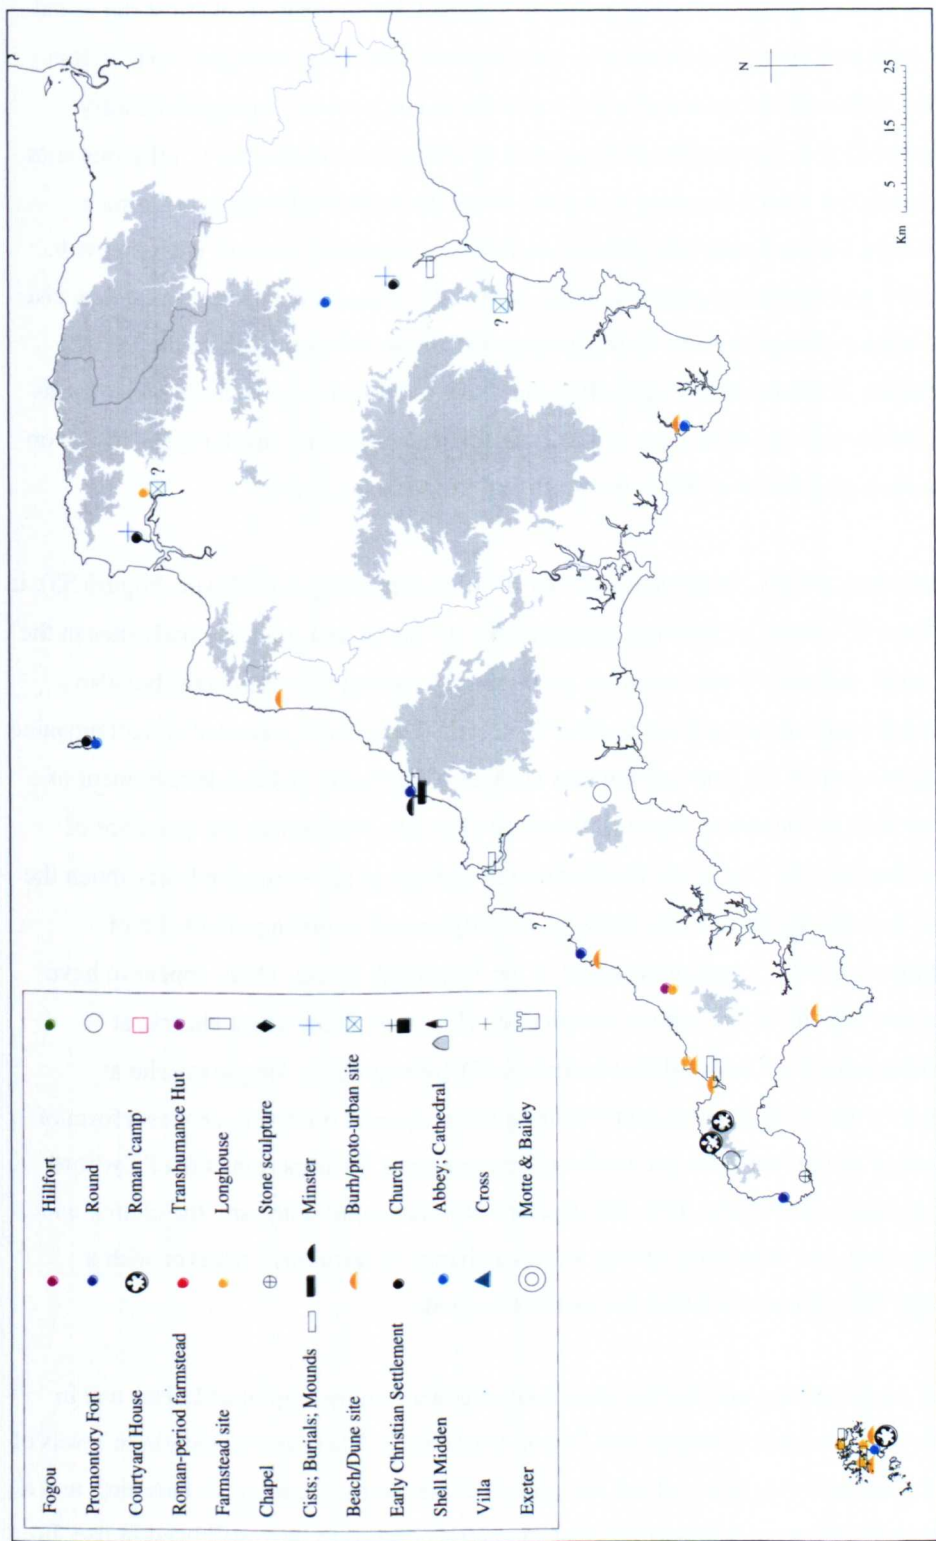 Fogou
Promontory Fort
Courtyard House
Roman-period farmstead
Farmstead site
Chapel
Cists; Burials; Mounds
Beach/Dune site
Early Christian Settlement
Shell Midden
Villa
Exeter
Hillfort
Round
Roman 'camp'
Transhumance Hut
Longhouse
Stone sculpture
Minster
Burh/proto-urban site
Church
Abbey; Cathedral
Cross
Motte & Bailey
?
?
?
N
Km
5
15
25